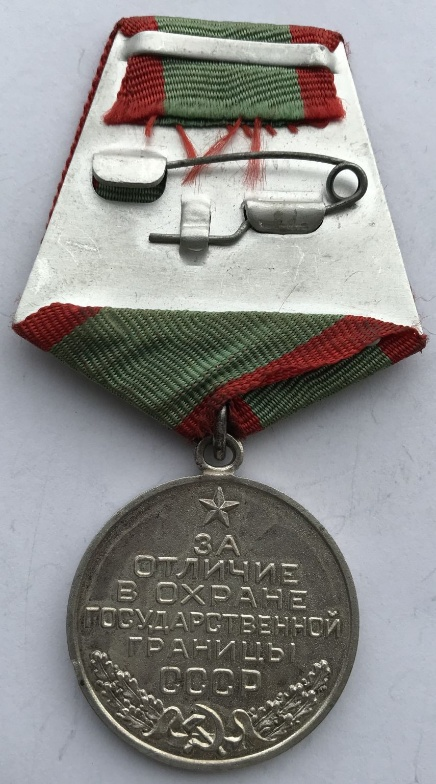 ЗА
ОТЛИЧИЕ
В ОХРАНЕ
ГОСУДАРСТВЕННОЙ
ГРАНИЦЫ
СССР